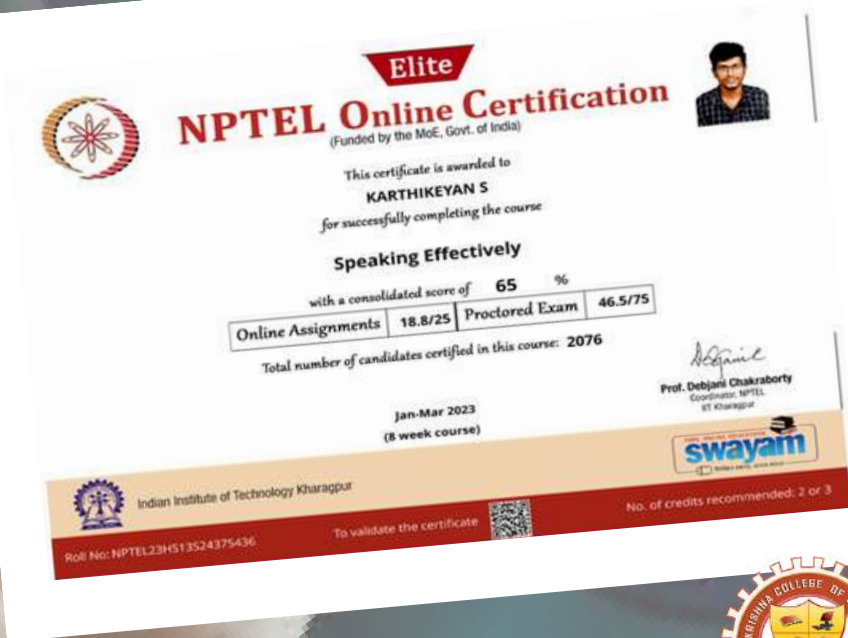 Elite
NPTEL Online Certification
(Funded by the MoE, Govt. of India)
This certificate is awarded to
KARTHIKEYAN S
for successfully completing the course
Speaking Effectively
with a consolidated score of 65 %
Online Assignments 18.8/25 Proctored Exam 46.5/75
Total number of candidates certified in this course: 2076
Prof. Debjani Chakraborty
Coordinator, NPTEL
IIT Kharagpur
Jan-Mar 2023
(8 week course)
swayam
Indian Institute of Technology Kharagpur
Roll No: NPTEL23HS13S24375436
To validate the certificate
No. of credits recommended: 2 or 3
KRISHNA COLLEGE OF